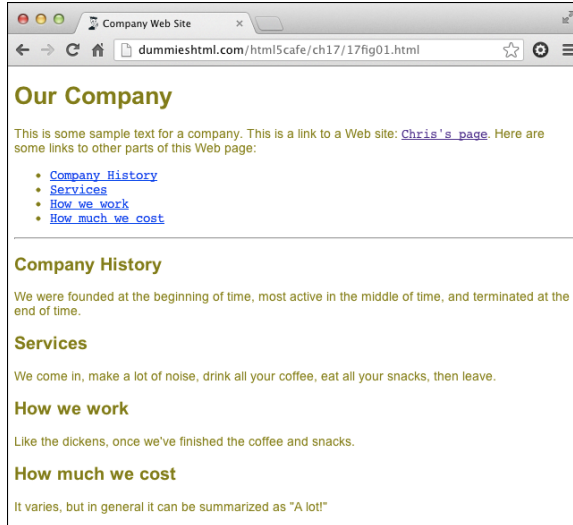 Company Web Site
dummieshtml.com/html5cafe/ch17/17fig01.html
Our Company
This is some sample text for a company. This is a link to a Web site: Chris's page. Here are
some links to other parts of this Web page:
Company History
Services
How we work
How much we cost
Company History
We were founded at the beginning of time, most active in the middle of time, and terminated at the
end of time.
Services
We come in, make a lot of noise, drink all your coffee, eat all your snacks, then leave.
How we work
Like the dickens, once we've finished the coffee and snacks.
How much we cost
It varies, but in general it can be summarized as "A lot!"